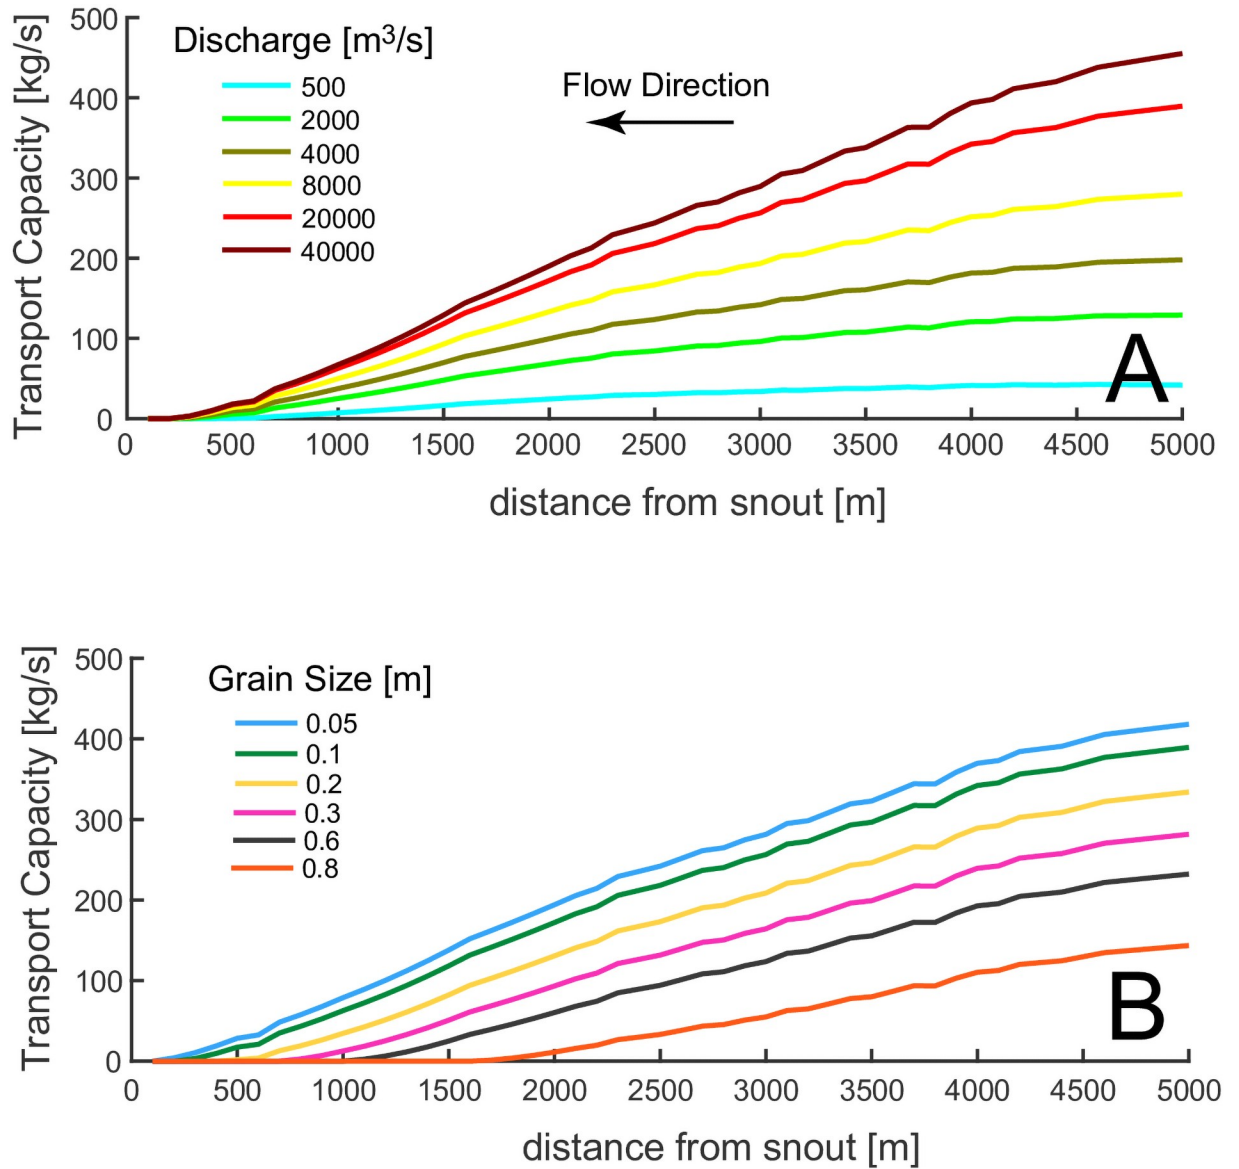 Discharge [m³/s]
500
2000
4000
8000
20000
40000
Flow Direction
Transport Capacity [kg/s]
500
400
300
200
100
0
0 500 1000 1500 2000 2500 3000 3500 4000 4500 5000
distance from snout [m]
A
Grain Size [m]
0.05
0.1
0.2
0.3
0.6
0.8
Transport Capacity [kg/s]
500
400
300
200
100
0
0 500 1000 1500 2000 2500 3000 3500 4000 4500 5000
distance from snout [m]
B